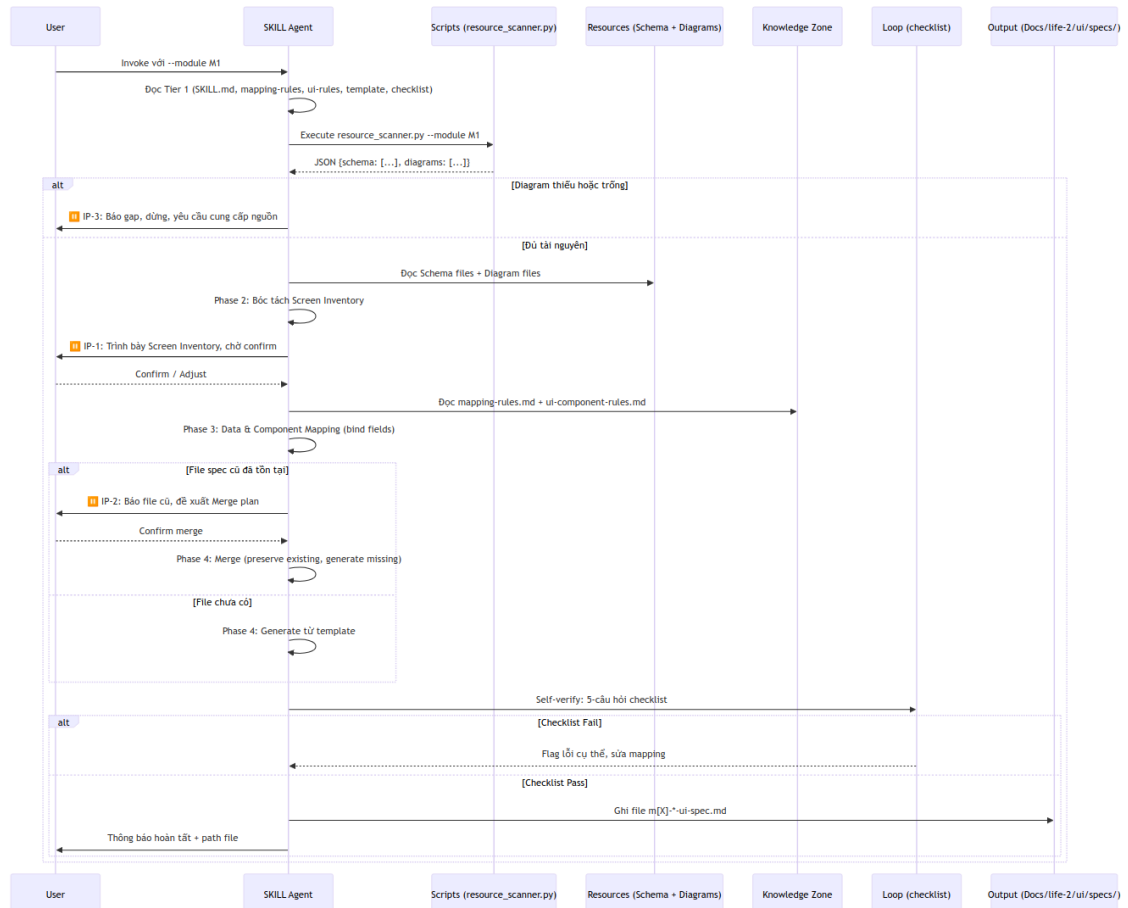 User
SKILL Agent
Scripts (resource_scanner.py)
Resources (Schema + Diagrams)
Knowledge Zone
Loop (checklist)
Output (Docs/life-2/ui/specs/)
Invoke với --module M1
Đọc Tier 1 (SKILL.md, mapping-rules, ui-rules, template, checklist)
Execute resource_scanner.py --module M1
JSON {schema: [...], diagrams: [...]}
alt
[Diagram thiếu hoặc trống]
⏸ IP-3: Báo gap, dừng, yêu cầu cung cấp nguồn
[Đủ tài nguyên]
Đọc Schema files + Diagram files
Phase 2: Bóc tách Screen Inventory
⏸ IP-1: Trình bày Screen Inventory, chờ confirm
Confirm / Adjust
Đọc mapping-rules.md + ui-component-rules.md
Phase 3: Data & Component Mapping (bind fields)
alt
[File spec cũ đã tồn tại]
⏸ IP-2: Báo file cũ, đề xuất Merge plan
Confirm merge
Phase 4: Merge (preserve existing, generate missing)
[File chưa có]
Phase 4: Generate từ template
Self-verify: 5-câu hỏi checklist
alt
[Checklist Fail]
Flag lỗi cụ thể, sửa mapping
[Checklist Pass]
Ghi file m[X]-*-ui-spec.md
Thông báo hoàn tất + path file
User
SKILL Agent
Scripts (resource_scanner.py)
Resources (Schema + Diagrams)
Knowledge Zone
Loop (checklist)
Output (Docs/life-2/ui/specs/)